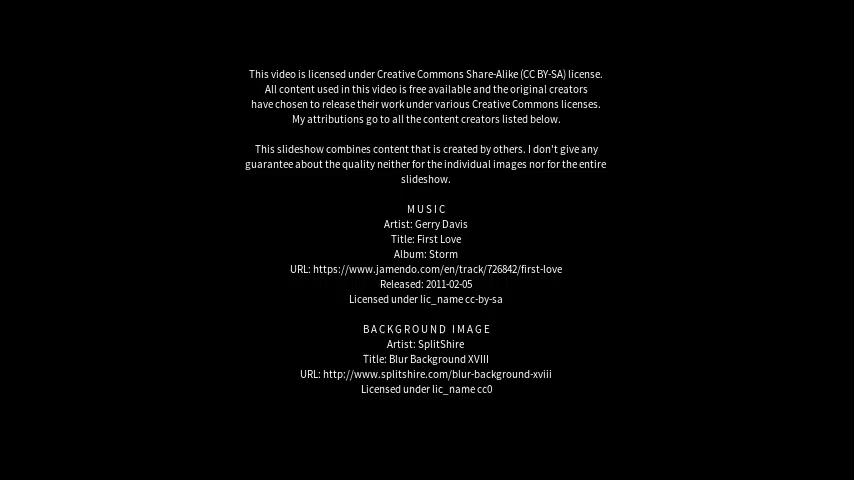 This video is licensed under Creative Commons Share-Alike (CC BY-SA) license.
All content used in this video is free available and the original creators
have chosen to release their work under various Creative Commons licenses.
My attributions go to all the content creators listed below.
This slideshow combines content that is created by others. I don't give any
guarantee about the quality neither for the individual images nor for the entire
slideshow.
MUSIC
Artist: Gerry Davis
Title: First Love
Album: Storm
URL: https://www.jamendo.com/en/track/726842/first-love
Released: 2011-02-05
Licensed under lic_name cc-by-sa
BACKGROUND IMAGE
Artist: SplitShire
Title: Blur Background XVIII
URL: http://www.splitshire.com/blur-background-xviii
Licensed under lic_name cc0